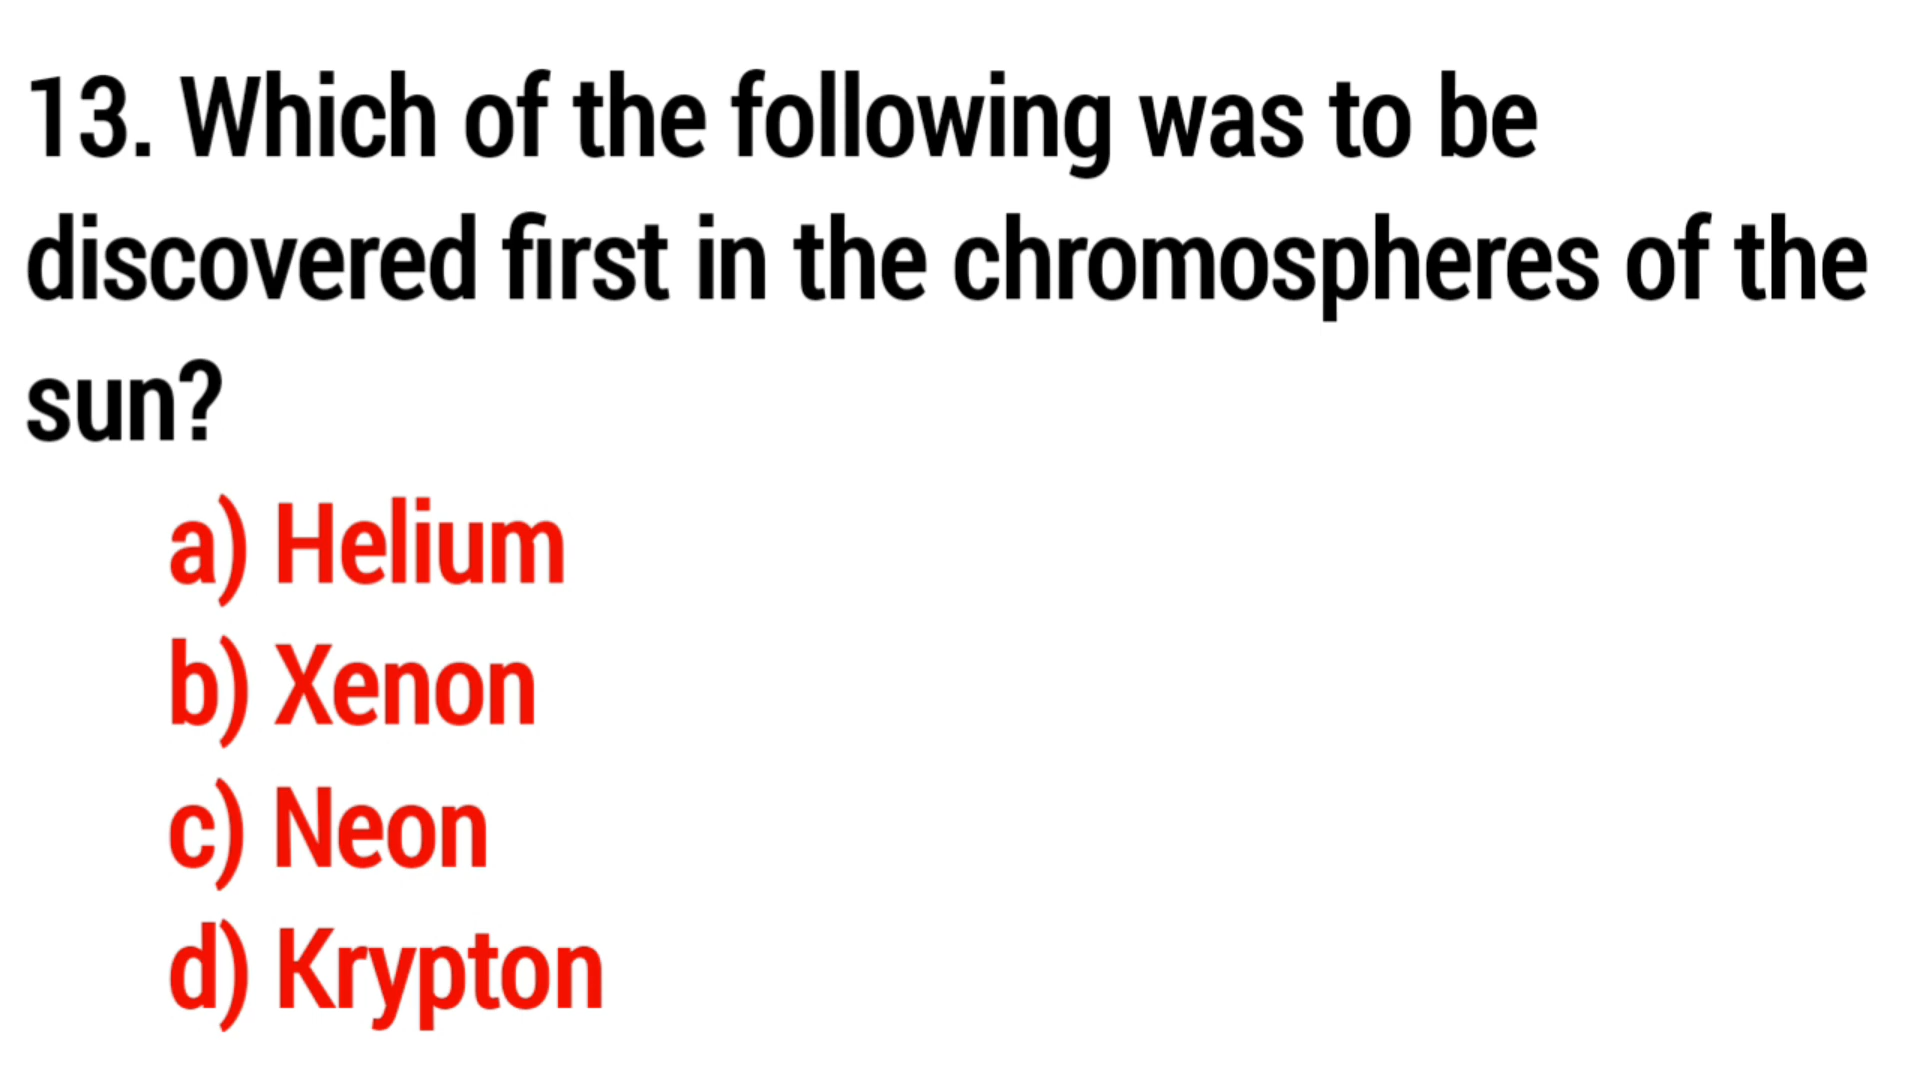 13. Which of the following was to be
discovered first in the chromospheres of the
sun?
a) Helium
b) Xenon
c) Neon
d) Krypton